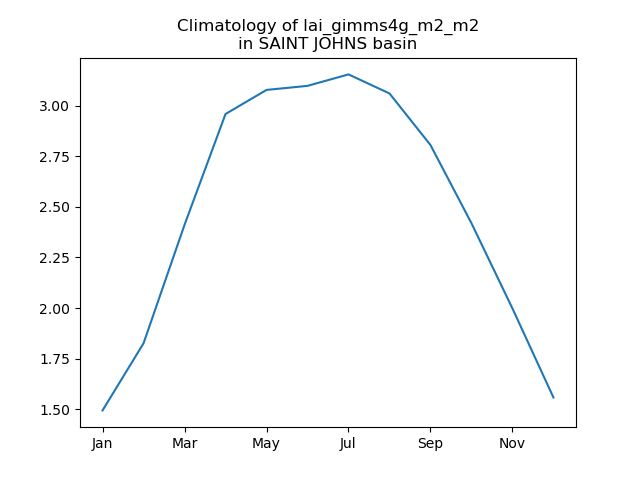 Climatology of lai_gimms4g_m2_m2
in SAINT JOHNS basin
3.00
2.75
2.50
2.25
2.00
1.75
1.50
Jan Mar May Jul Sep Nov